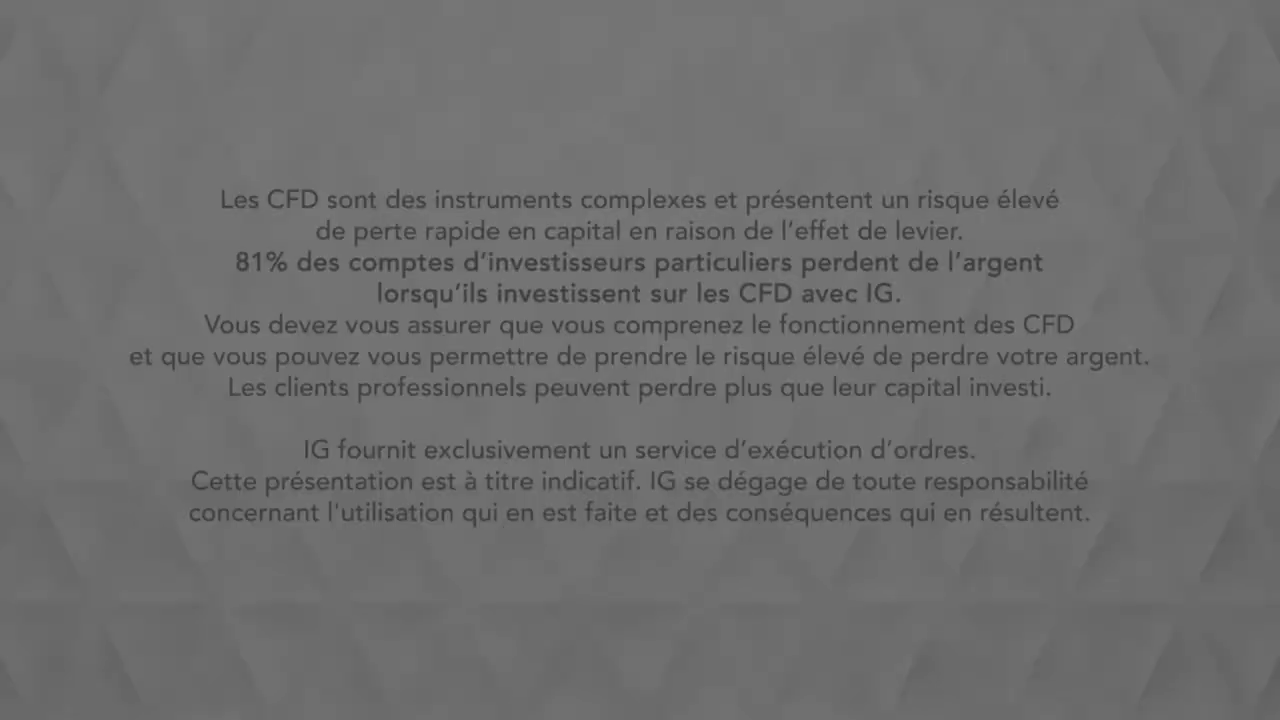 Les CFD sont des instruments complexes et présentent un risque élevé
de perte rapide en capital en raison de l’effet de levier.
81% des comptes d’investisseurs particuliers perdent de l’argent
lorsqu’ils investissent sur les CFD avec IG.
Vous devez vous assurer que vous comprenez le fonctionnement des CFD
et que vous pouvez vous permettre de prendre le risque élevé de perdre votre argent.
Les clients professionnels peuvent perdre plus que leur capital investi.
IG fournit exclusivement un service d’exécution d’ordres.
Cette présentation est à titre indicatif. IG se dégage de toute responsabilité
concernant l'utilisation qui en est faite et des conséquences qui en résultent.